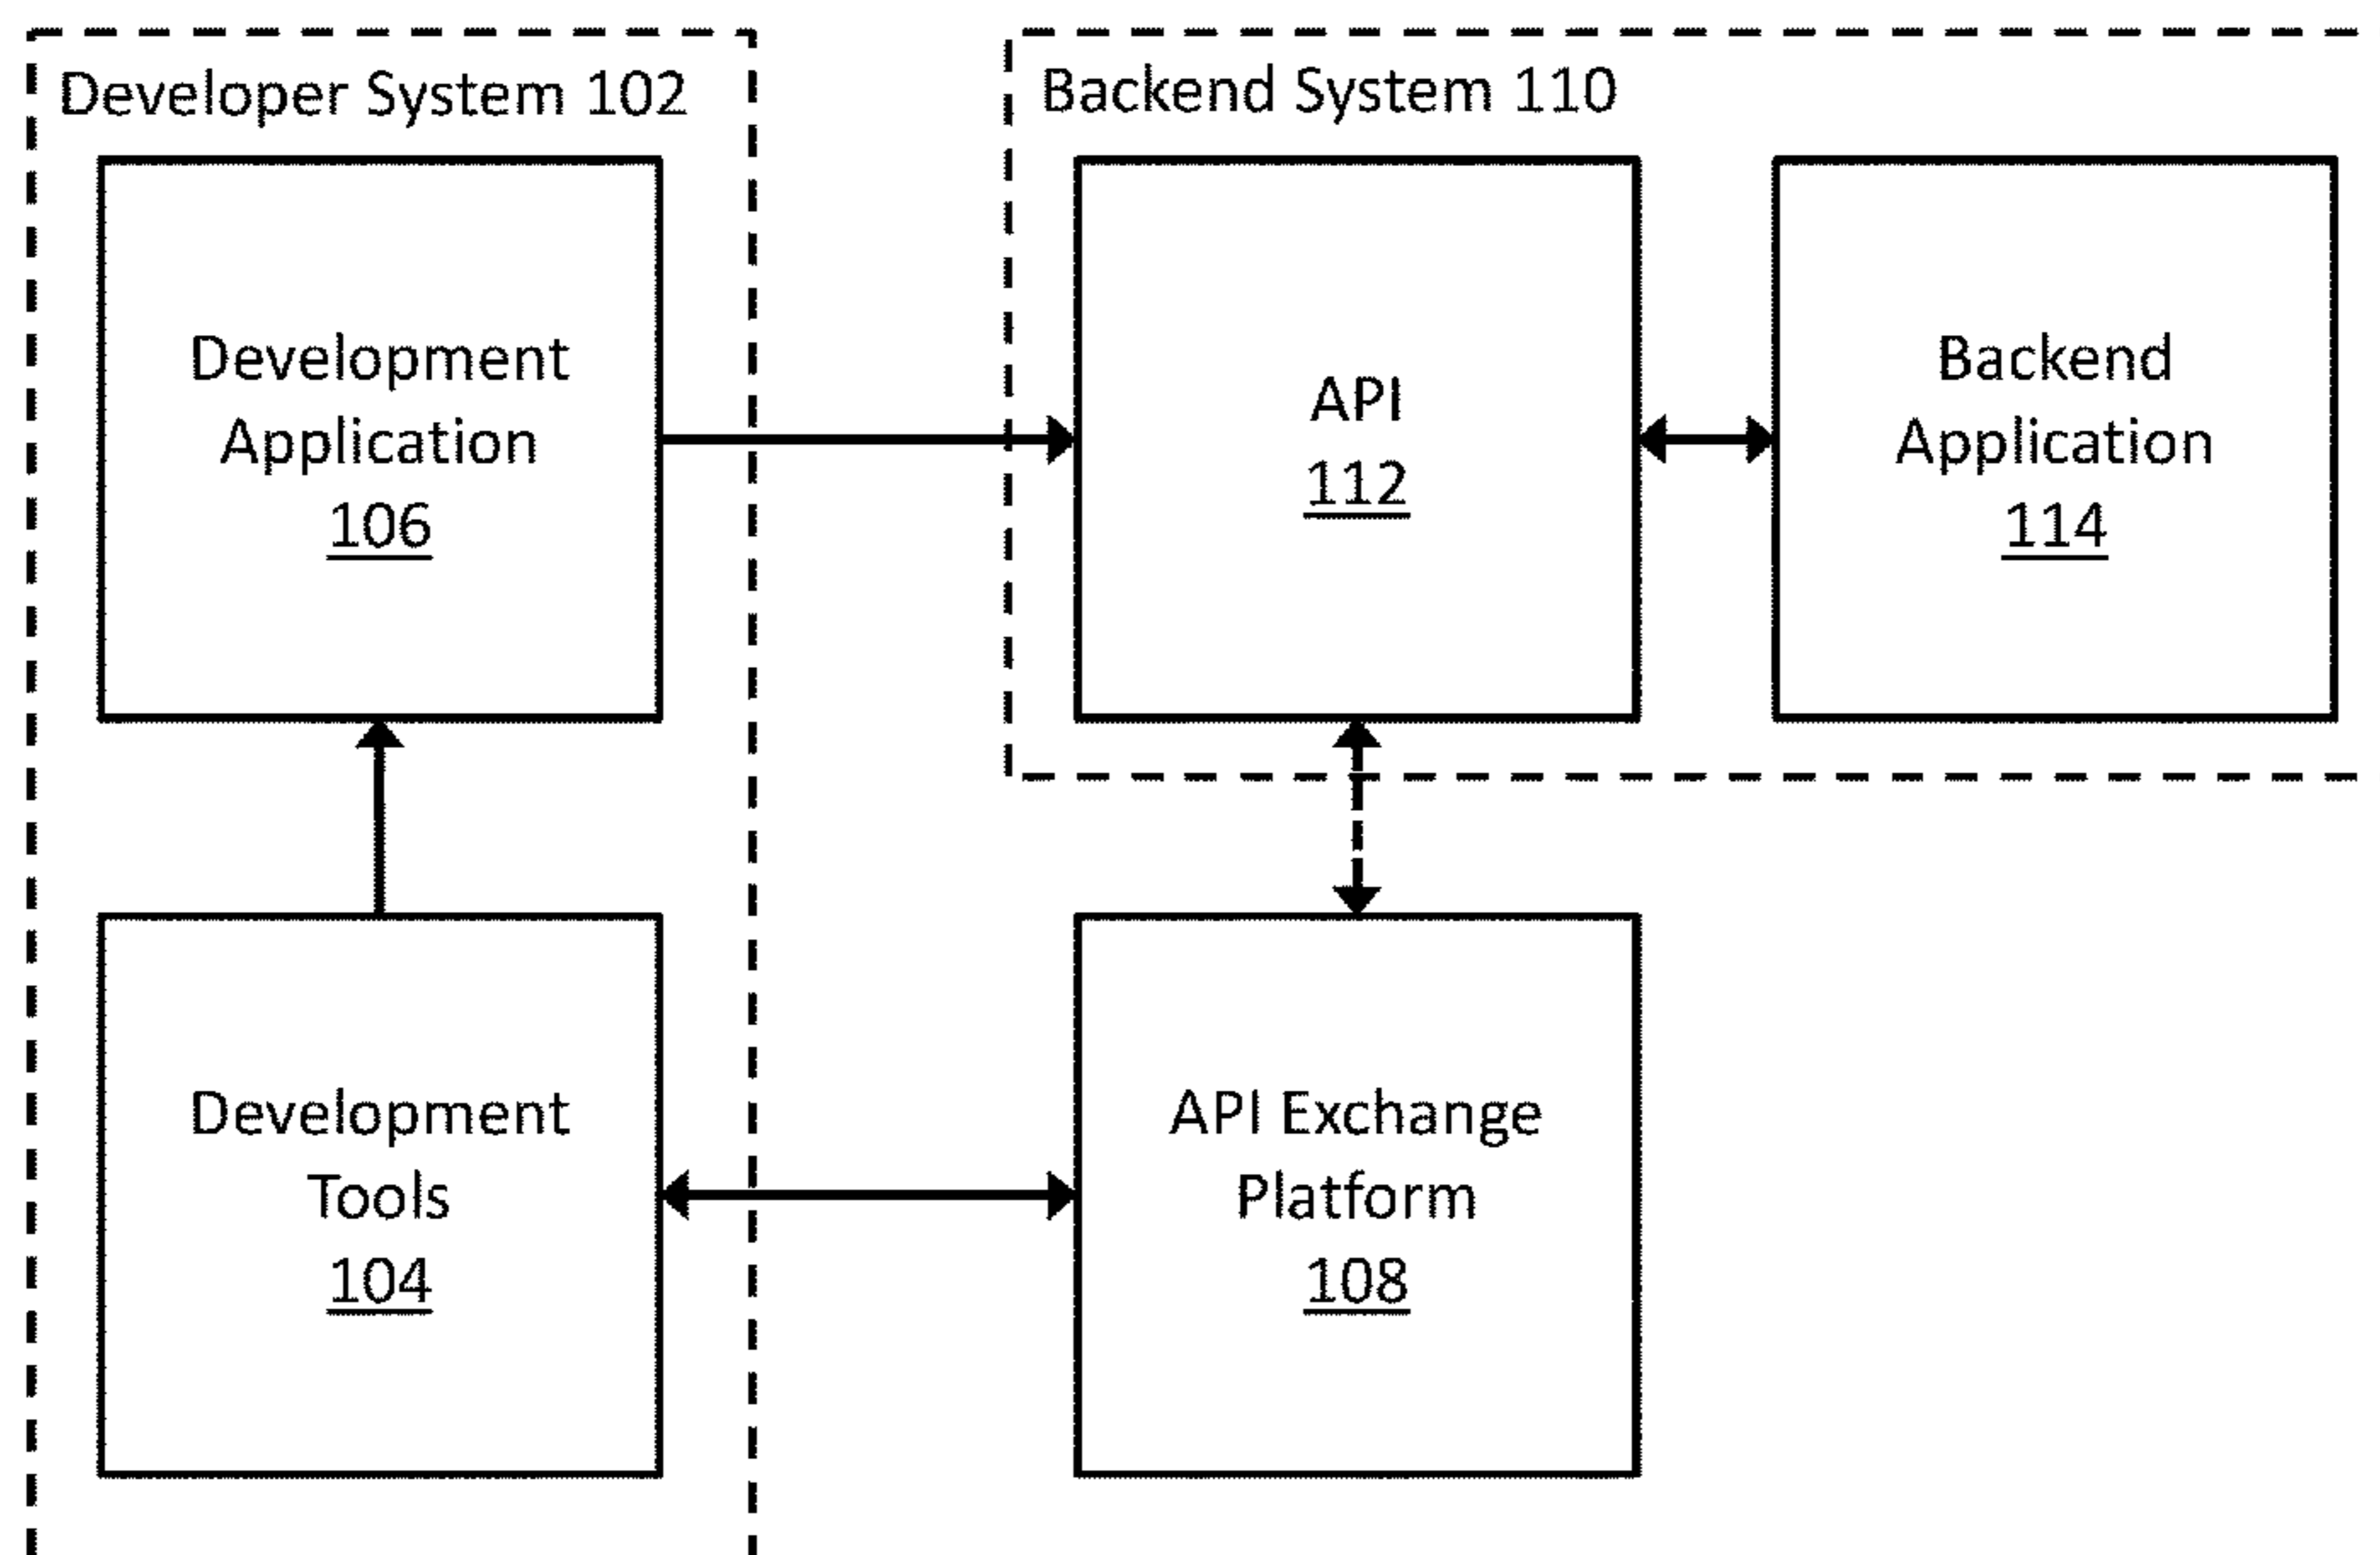 Developer System 102
Backend System 110
Development
Application
106
API
112
Backend
Application
114
Development
Tools
104
API Exchange
Platform
108